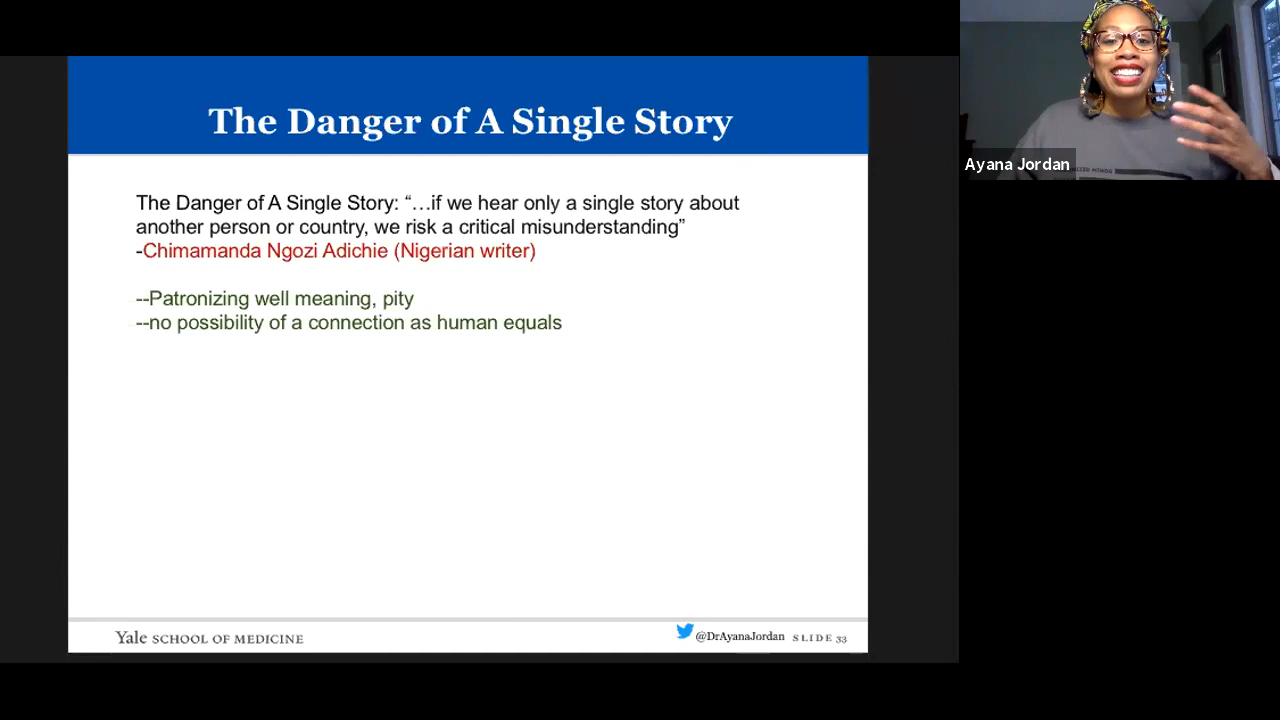 The Danger of A Single Story
The Danger of A Single Story: “…if we hear only a single story about
another person or country, we risk a critical misunderstanding”
-Chimamanda Ngozi Adichie (Nigerian writer)
--Patronizing well meaning, pity
--no possibility of a connection as human equals
Yale SCHOOL OF MEDICINE
@DrAyanaJordan SLIDE 33
Ayana Jordan